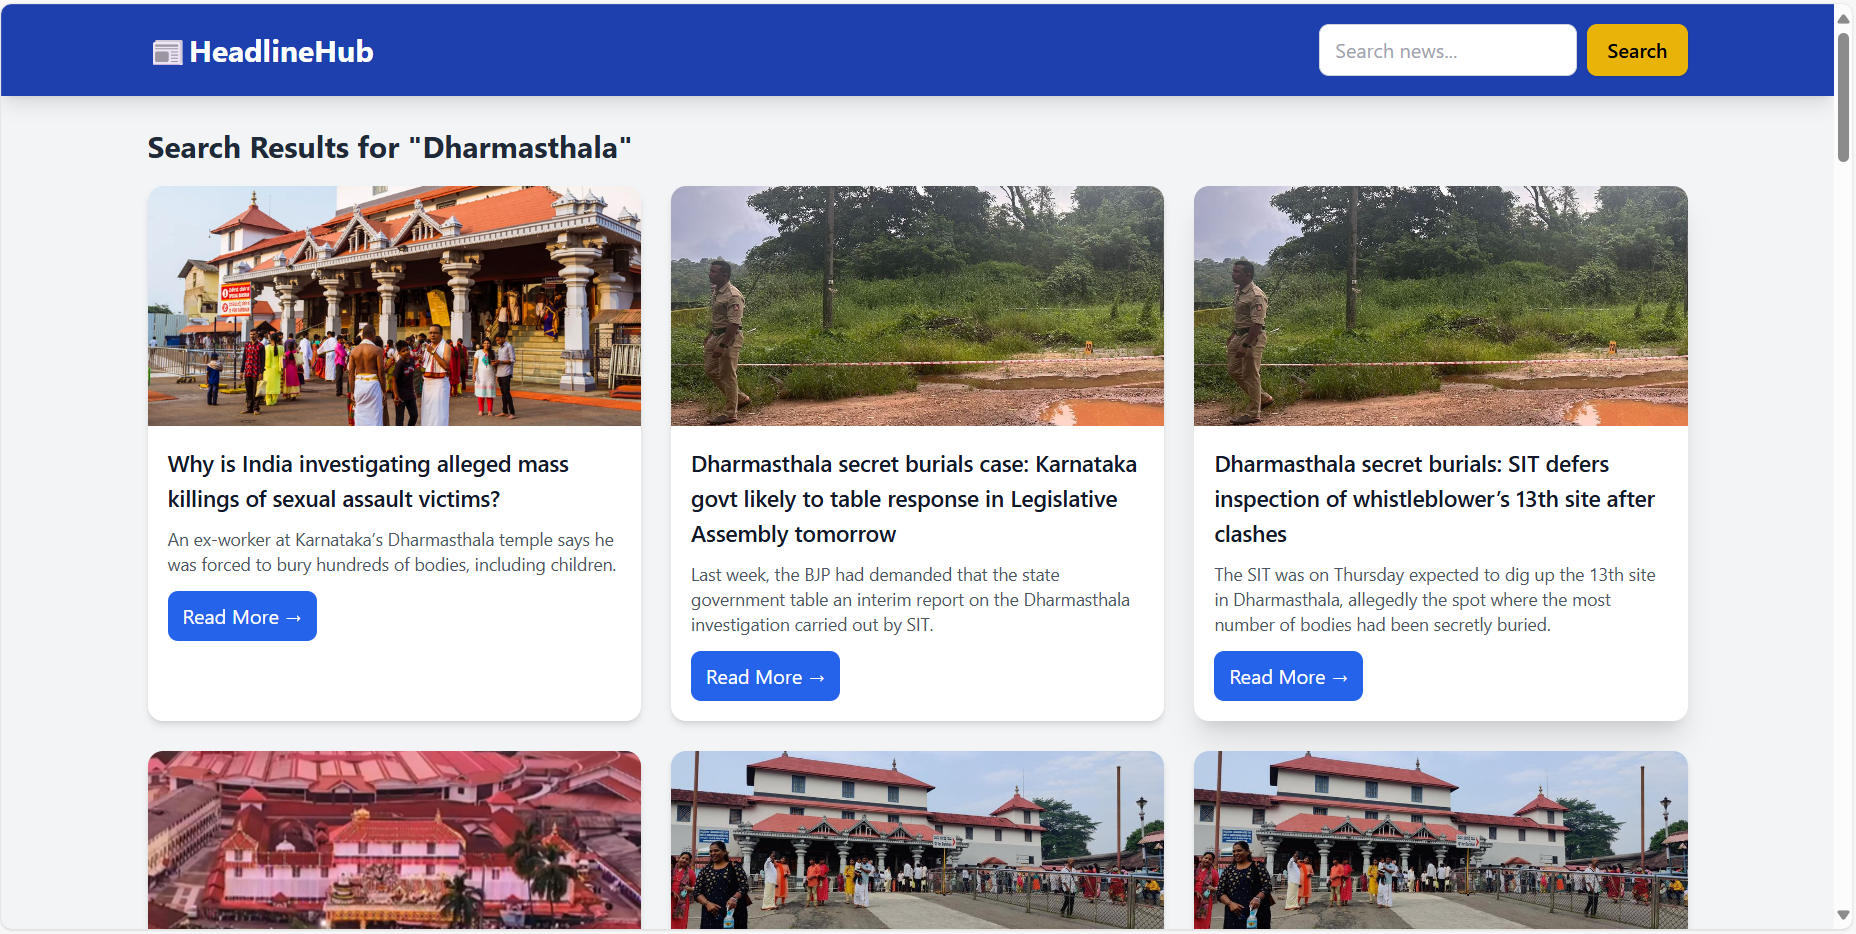 HeadlineHub
Search news...
Search
Search Results for "Dharmasthala"
Why is India investigating alleged mass
killings of sexual assault victims?
An ex-worker at Karnataka’s Dharmasthala temple says he
was forced to bury hundreds of bodies, including children.
Read More →
Dharmasthala secret burials case: Karnataka
govt likely to table response in Legislative
Assembly tomorrow
Last week, the BJP had demanded that the state
government table an interim report on the Dharmasthala
investigation carried out by SIT.
Read More →
Dharmasthala secret burials: SIT defers
inspection of whistleblower’s 13th site after
clashes
The SIT was on Thursday expected to dig up the 13th site
in Dharmasthala, allegedly the spot where the most
number of bodies had been secretly buried.
Read More →